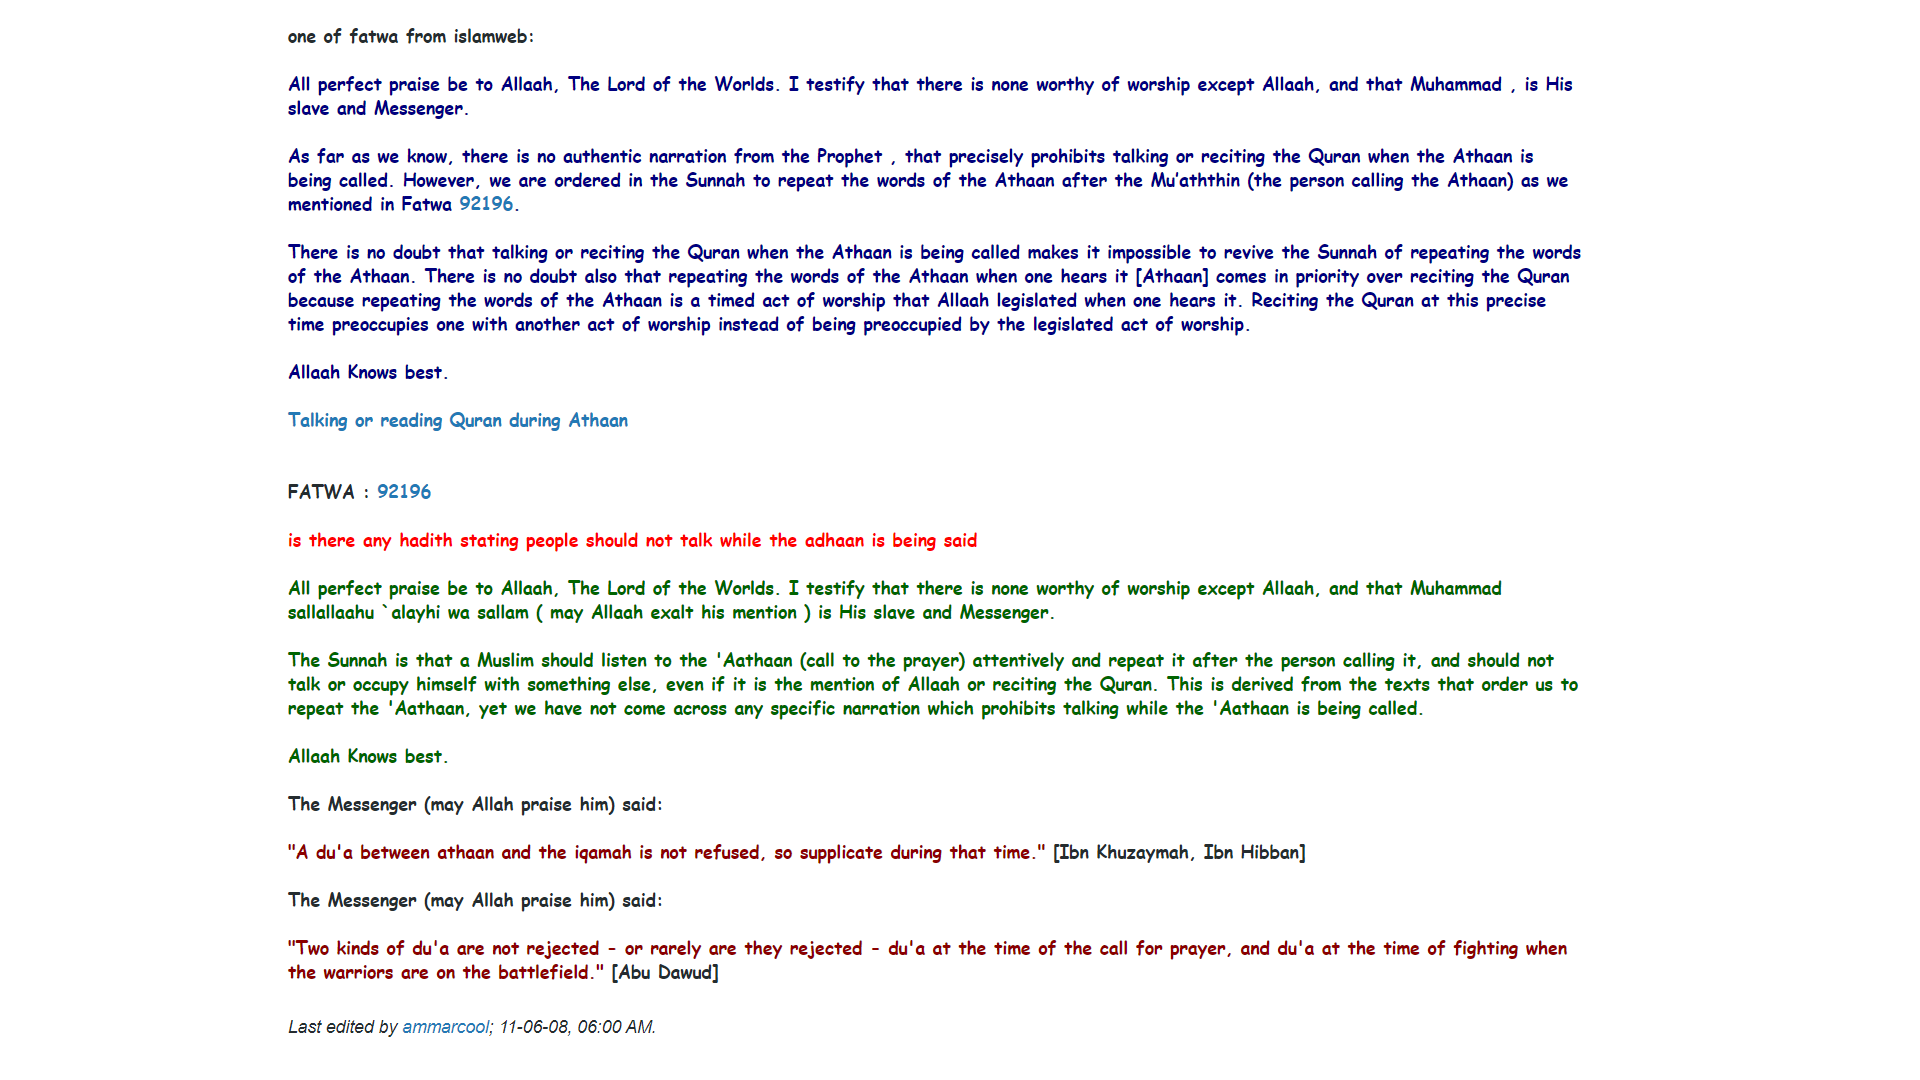 one of fatwa from islamweb:
All perfect praise be to Allaah, The Lord of the Worlds. I testify that there is none worthy of worship except Allaah, and that Muhammad , is His
slave and Messenger.
As far as we know, there is no authentic narration from the Prophet , that precisely prohibits talking or reciting the Quran when the Athaan is
being called. However, we are ordered in the Sunnah to repeat the words of the Athaan after the Mu’aththin (the person calling the Athaan) as we
mentioned in Fatwa 92196.
There is no doubt that talking or reciting the Quran when the Athaan is being called makes it impossible to revive the Sunnah of repeating the words
of the Athaan. There is no doubt also that repeating the words of the Athaan when one hears it [Athaan] comes in priority over reciting the Quran
because repeating the words of the Athaan is a timed act of worship that Allaah legislated when one hears it. Reciting the Quran at this precise
time preoccupies one with another act of worship instead of being preoccupied by the legislated act of worship.
Allaah Knows best.
Talking or reading Quran during Athaan
FATWA : 92196
is there any hadith stating people should not talk while the adhaan is being said
All perfect praise be to Allaah, The Lord of the Worlds. I testify that there is none worthy of worship except Allaah, and that Muhammad
sallallaahu `alayhi wa sallam ( may Allaah exalt his mention ) is His slave and Messenger.
The Sunnah is that a Muslim should listen to the 'Aathaan (call to the prayer) attentively and repeat it after the person calling it, and should not
talk or occupy himself with something else, even if it is the mention of Allaah or reciting the Quran. This is derived from the texts that order us to
repeat the 'Aathaan, yet we have not come across any specific narration which prohibits talking while the 'Aathaan is being called.
Allaah Knows best.
The Messenger (may Allah praise him) said:
"A du'a between athaan and the iqamah is not refused, so supplicate during that time." [Ibn Khuzaymah, Ibn Hibban]
The Messenger (may Allah praise him) said:
"Two kinds of du'a are not rejected - or rarely are they rejected - du'a at the time of the call for prayer, and du'a at the time of fighting when
the warriors are on the battlefield." [Abu Dawud]
Last edited by ammarcool; 11-06-08, 06:00 AM.